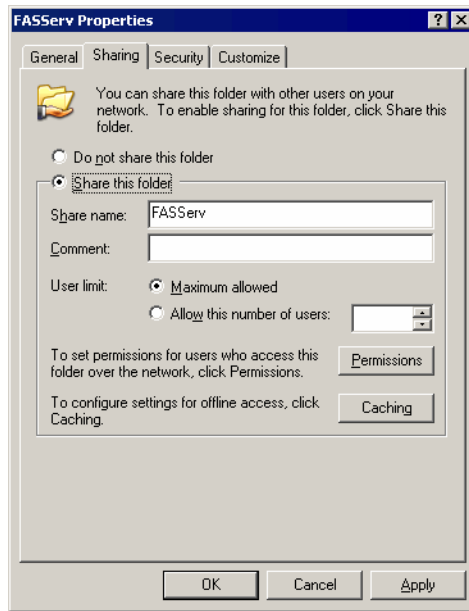 FASServ Properties
General Sharing Security Customize
You can share this folder with other users on your
network. To enable sharing for this folder, click Share this
folder.
Do not share this folder
Share this folder
Share name: FASServ
Comment:
User limit: Maximum allowed
Allow this number of users:
To set permissions for users who access this
folder over the network, click Permissions.
Permissions
To configure settings for offline access, click
Caching.
Caching
OK Cancel Apply